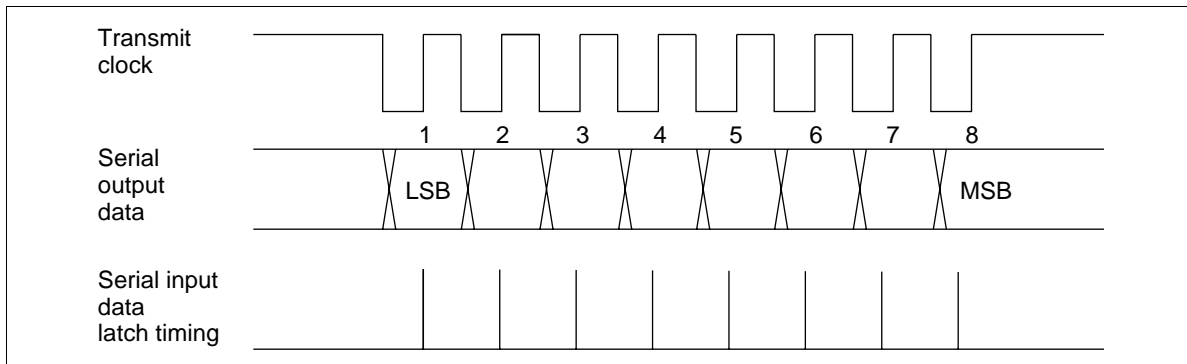 Transmit
clock
1 2 3 4 5 6 7 8
Serial
output
data
LSB MSB
Serial input
data
latch timing